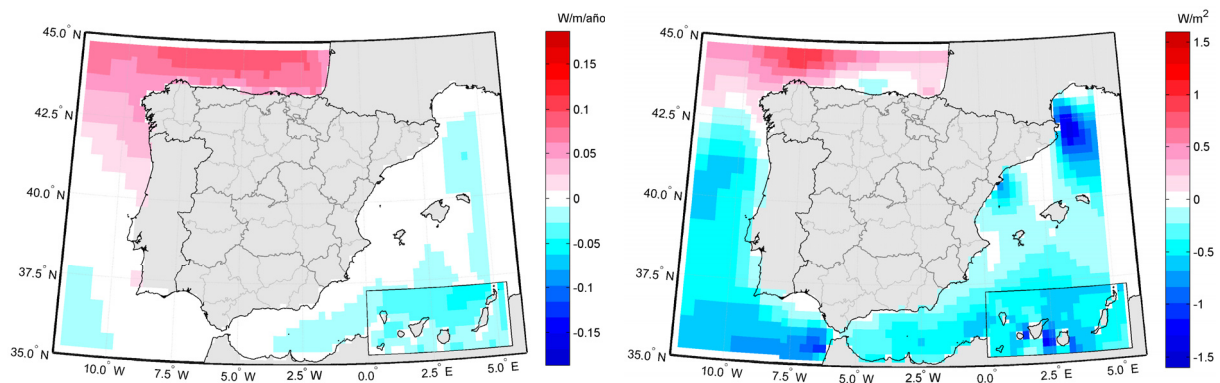 W/m/año
45.0° N
42.5° N
40.0° N
37.5° N
35.0° N
10.0° W
7.5° W
5.0° W
2.5° W
0.0°
2.5° E
5.0° E
0.15
0.1
0.05
0
-0.05
-0.1
-0.15
W/m²
45.0° N
42.5° N
40.0° N
37.5° N
35.0° N
10.0° W
7.5° W
5.0° W
2.5° W
0.0°
2.5° E
5.0° E
1.5
1
0.5
0
-0.5
-1
-1.5